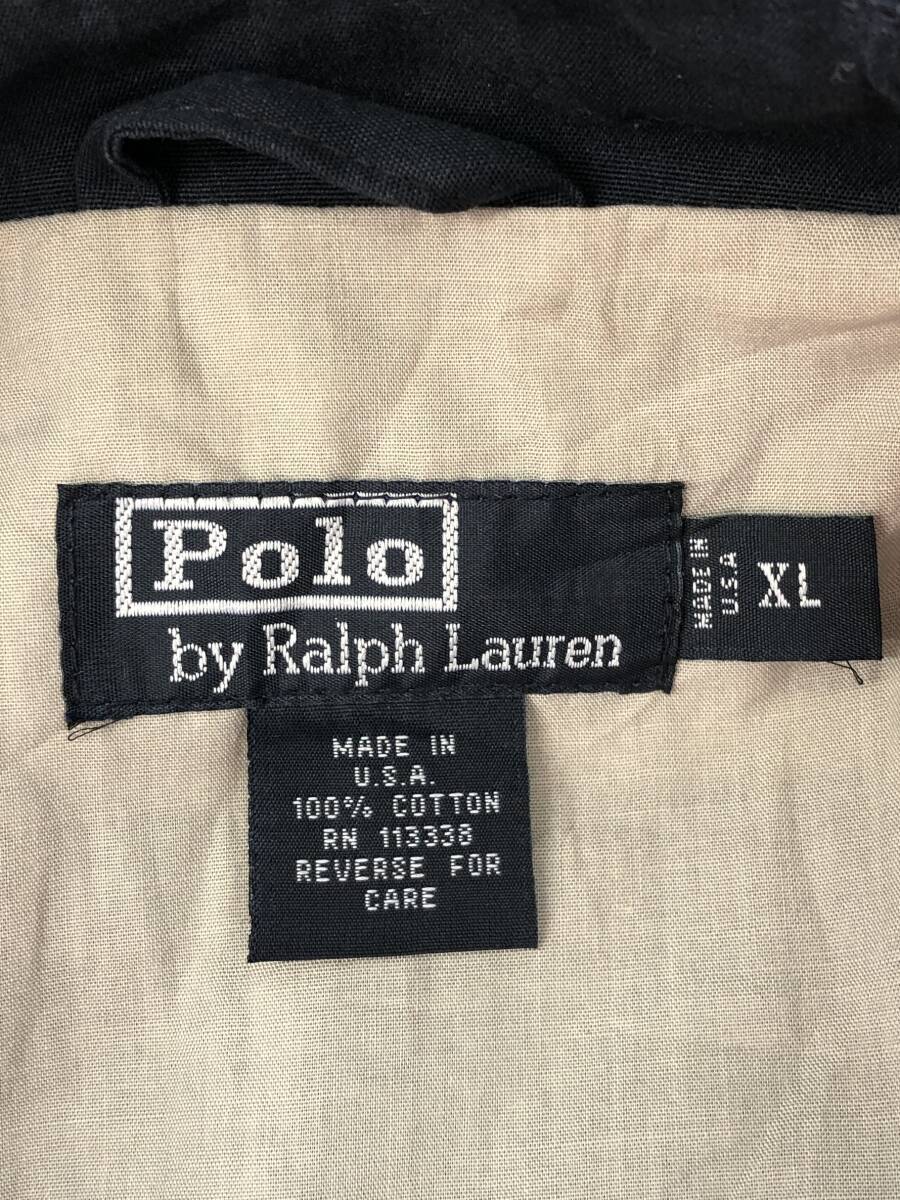 Polo
by Ralph Lauren
MADE IN
U.S.A
XL
MADE IN
U.S.A.
100% COTTON
RN 113338
REVERSE FOR
CARE